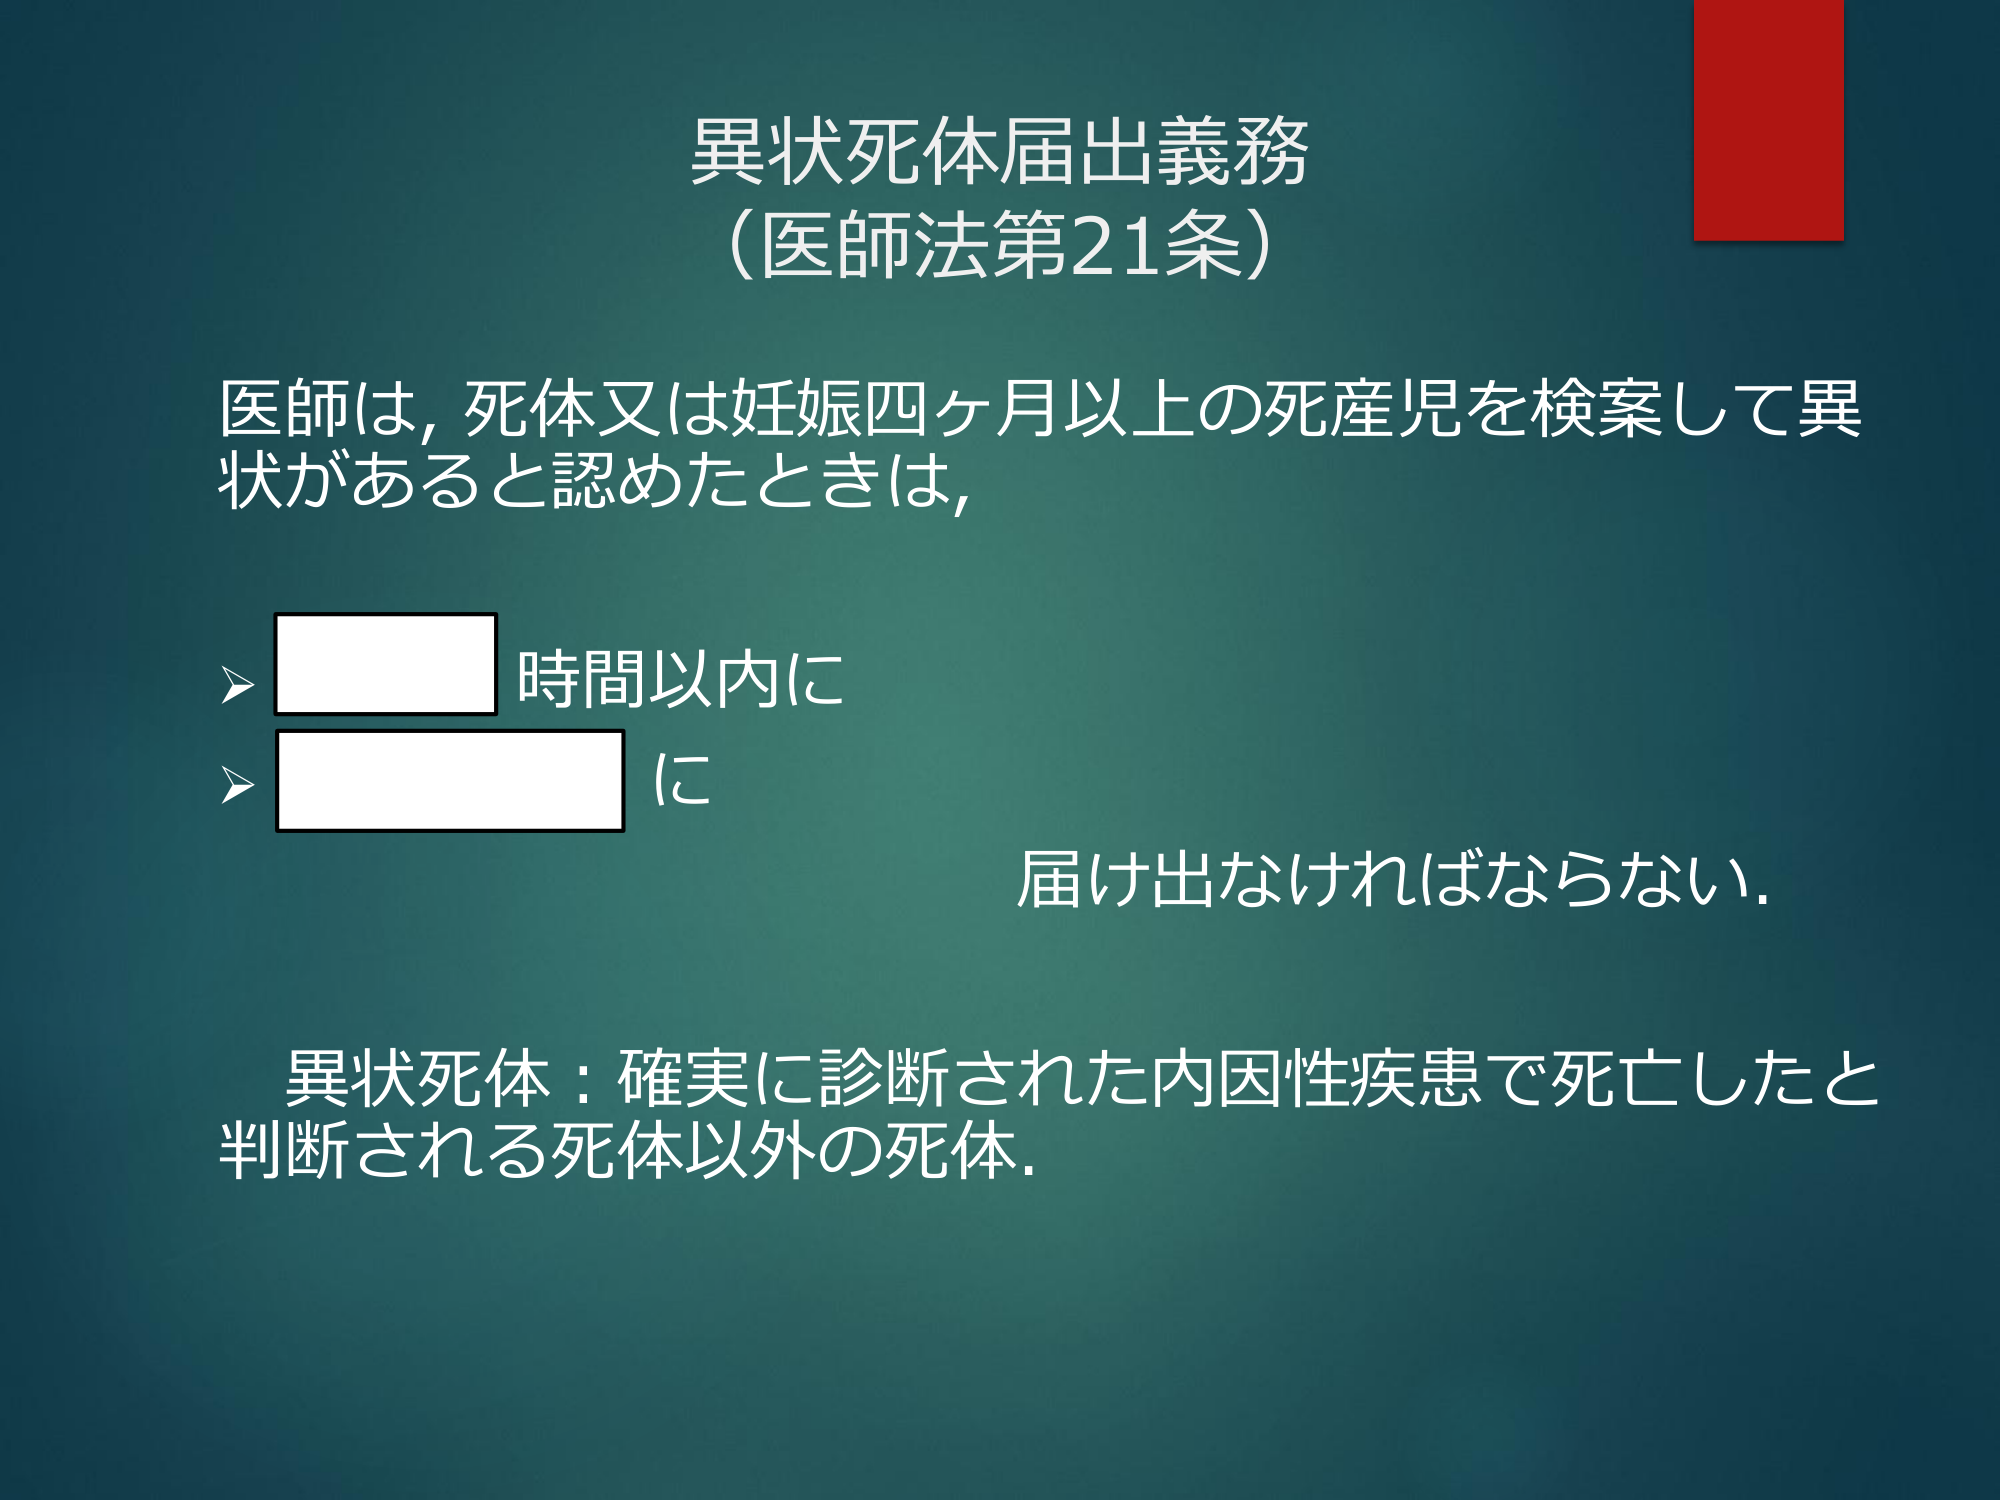 異状死体届出義務
（医師法第21条）
医師は, 死体又は妊娠四ヶ月以上の死産児を検案して異
状があると認めたときは,
時間以内に
に
届け出なければならない.
異状死体：確実に診断された内因性疾患で死亡したと
判断される死体以外の死体.